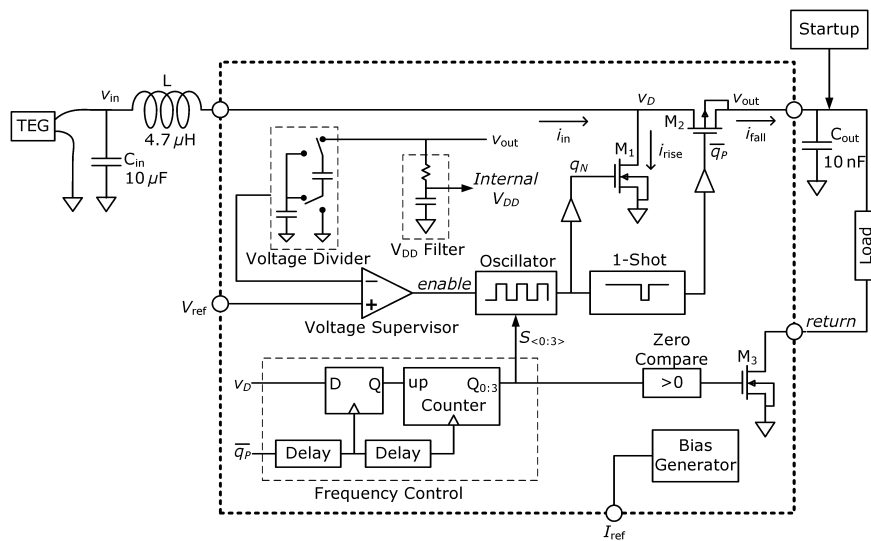 Startup
TEG
v_in
L
4.7 μH
C_in
10 μF
v_D
M_2
v_out
i_in
i_rise
i_fall
M_1
q_N
q̅_P̅
C_out
10 nF
v_out
Internal
V_DD
Voltage Divider
V_DD Filter
Oscillator
1-Shot
Load
V_ref
−
+
enable
Voltage Supervisor
S_<0:3>
return
Zero
Compare
>0
M_3
v_D
D
Q
up
Q_0:3
Counter
q̅_P̅
Delay
Delay
Frequency Control
Bias
Generator
I_ref